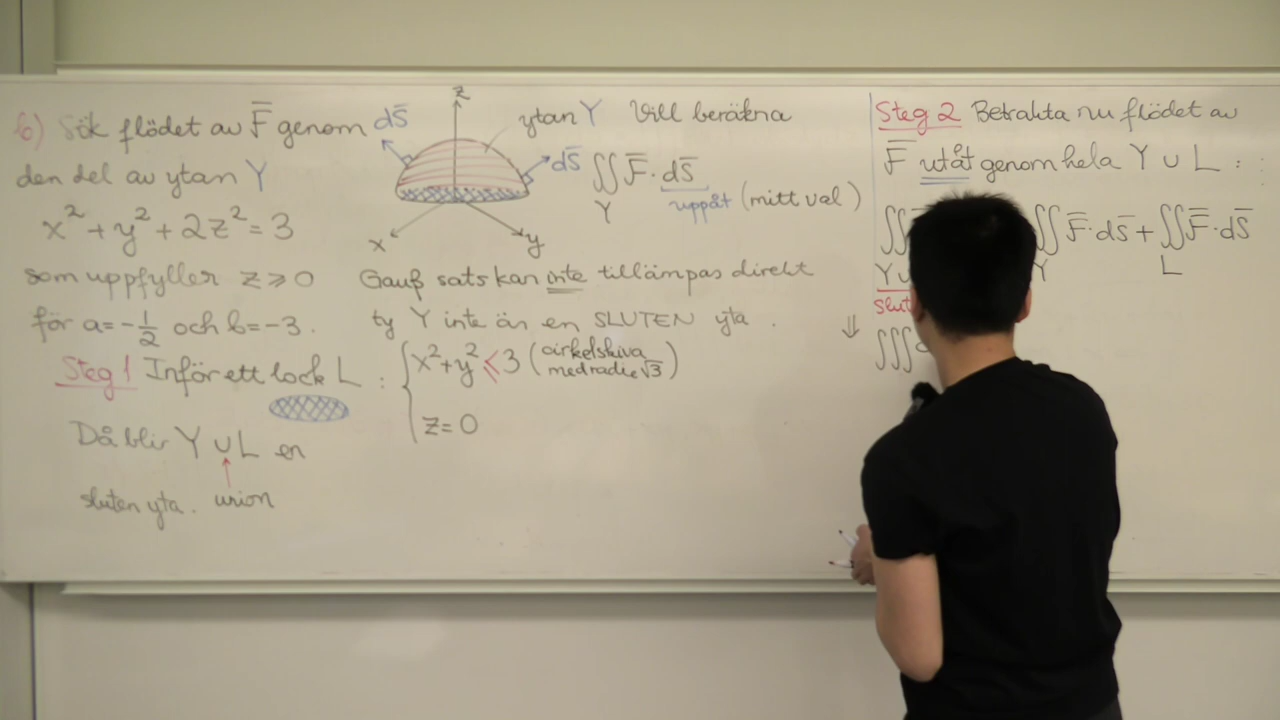 b) Sök flödet av F̅ genom
den del av ytan Y
x² + y² + 2z² = 3
som uppfyller z ≥ 0
för a = -1/2 och b = -3.
dS̅
z
dS̅
x
y
ytan Y
Vill beräkna
∬_Y F̅ · dS̅
uppåt (mitt val)
Gauß sats kan inte tillämpas direkt
ty Y inte är en SLUTEN yta.
Steg 1 Inför ett lock L : { x² + y² ≤ 3 (cirkelskiva
med radie √3)
z = 0
Då blir Y ∪ L en
sluten yta. union
Steg 2 Betrakta nu flödet av
F̅ utåt genom hela Y ∪ L :
∬ ∬_Y F̅ · dS̅ + ∬_L F̅ · dS̅
Y
⇓ ∭